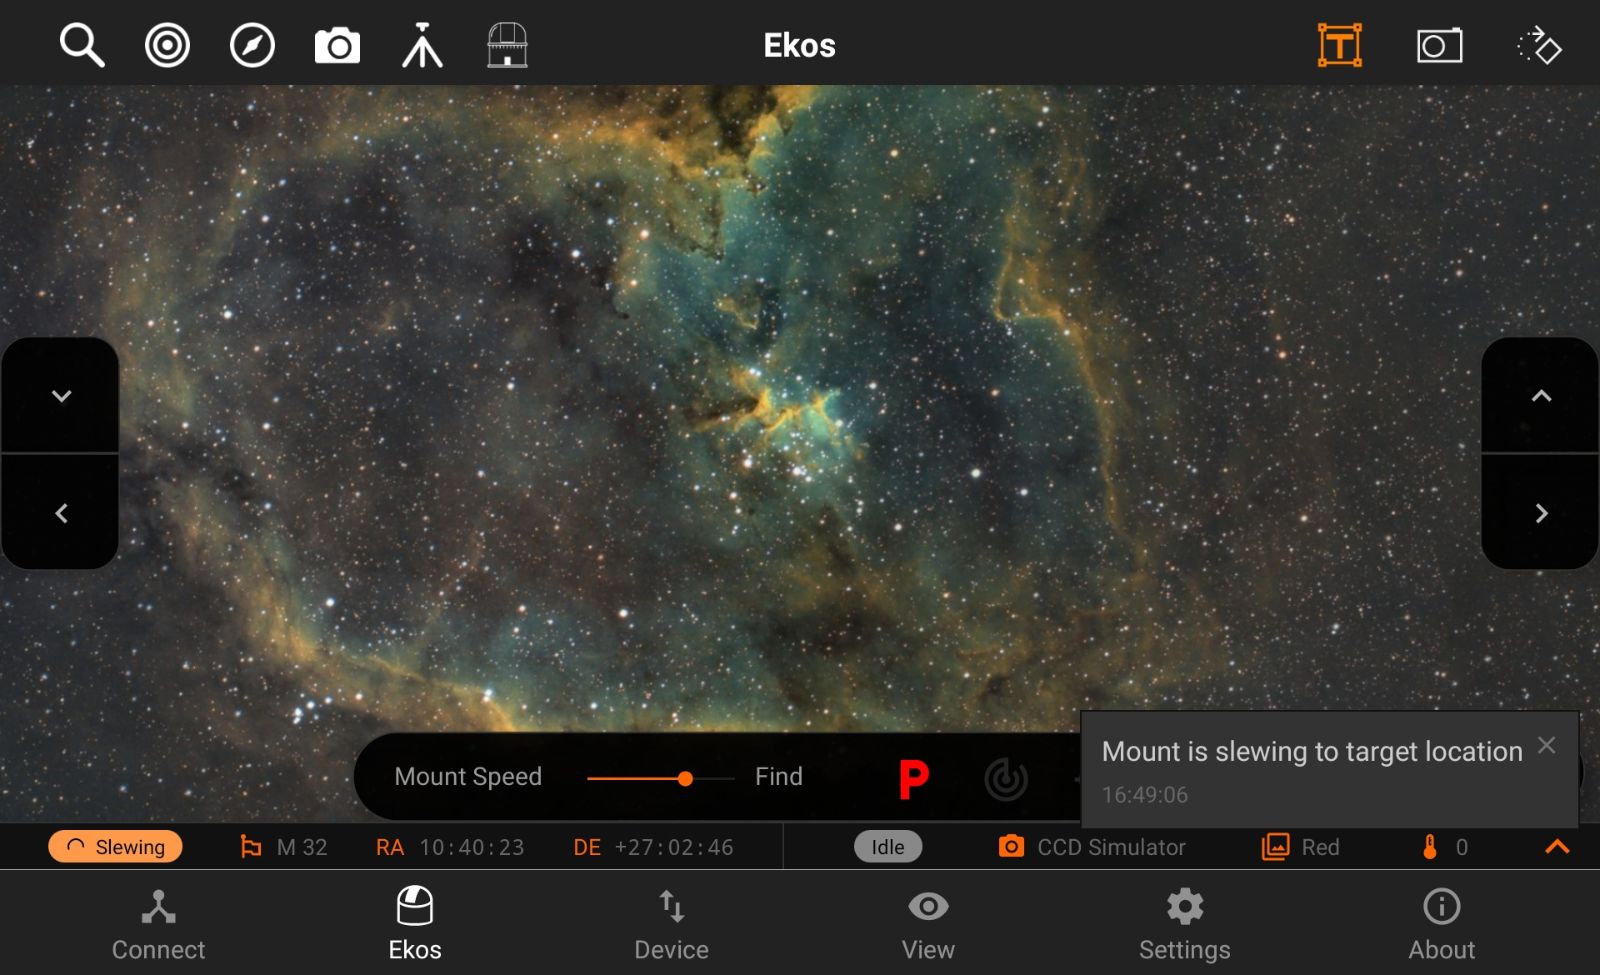 Ekos
T
Mount Speed
Find
P
Mount is slewing to target location
16:49:06
Slewing
M 32
RA 10:40:23
DE +27:02:46
Idle
CCD Simulator
Red
0
Connect
Ekos
Device
View
Settings
About